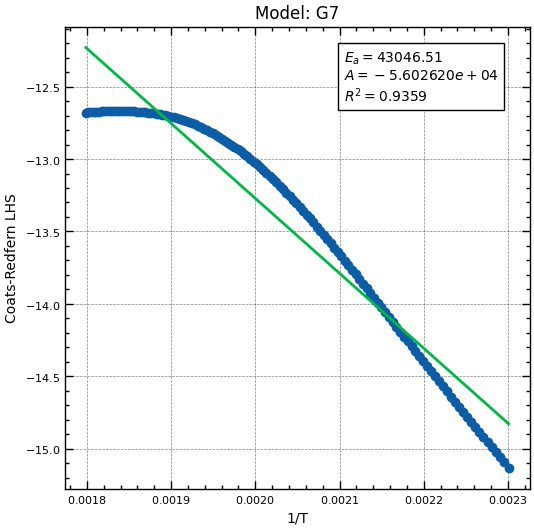 Model: G7
E_a = 43046.51
A = −5.602620e + 04
R² = 0.9359
Coats-Redfern LHS
−12.5
−13.0
−13.5
−14.0
−14.5
−15.0
0.0018 0.0019 0.0020 0.0021 0.0022 0.0023
1/T